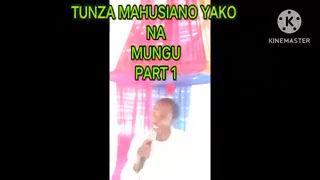 TUNZA MAHUSIANO YAKO
NA
MUNGU
PART 1
KINEMASTER